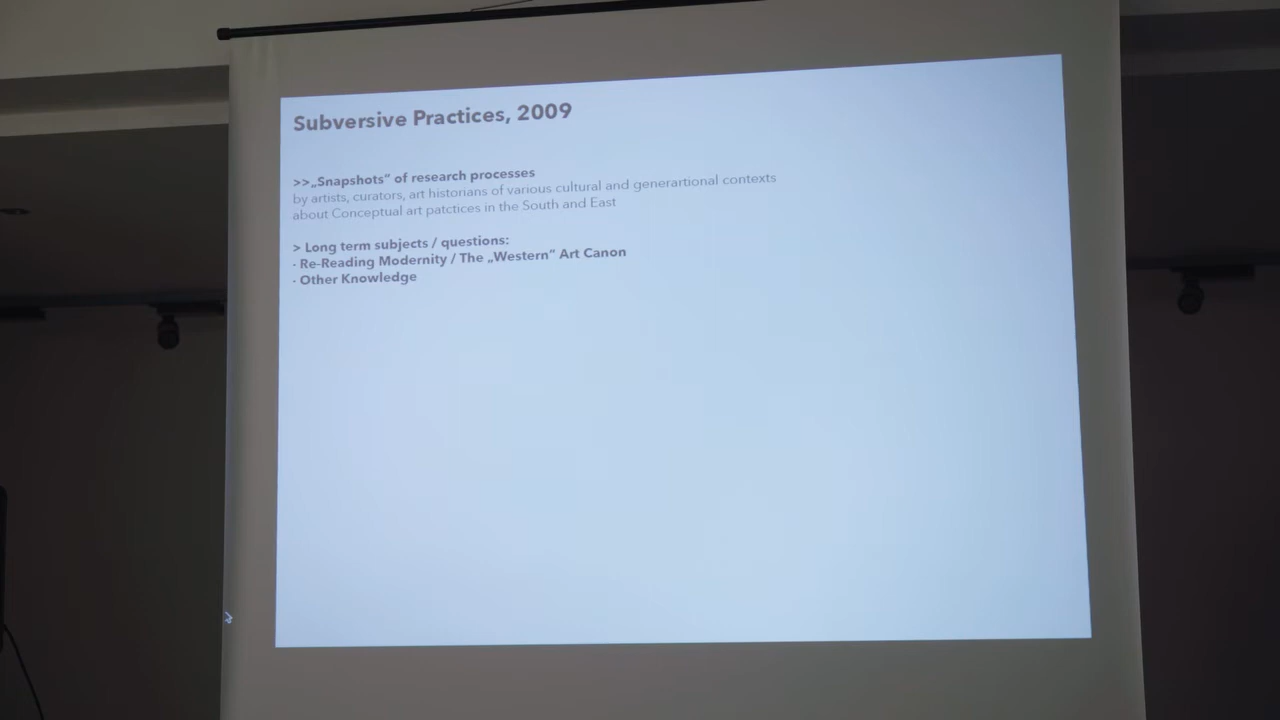 Subversive Practices, 2009
>>„Snapshots“ of research processes
by artists, curators, art historians of various cultural and generartional contexts
about Conceptual art patctices in the South and East
> Long term subjects / questions:
- Re-Reading Modernity / The „Western“ Art Canon
- Other Knowledge